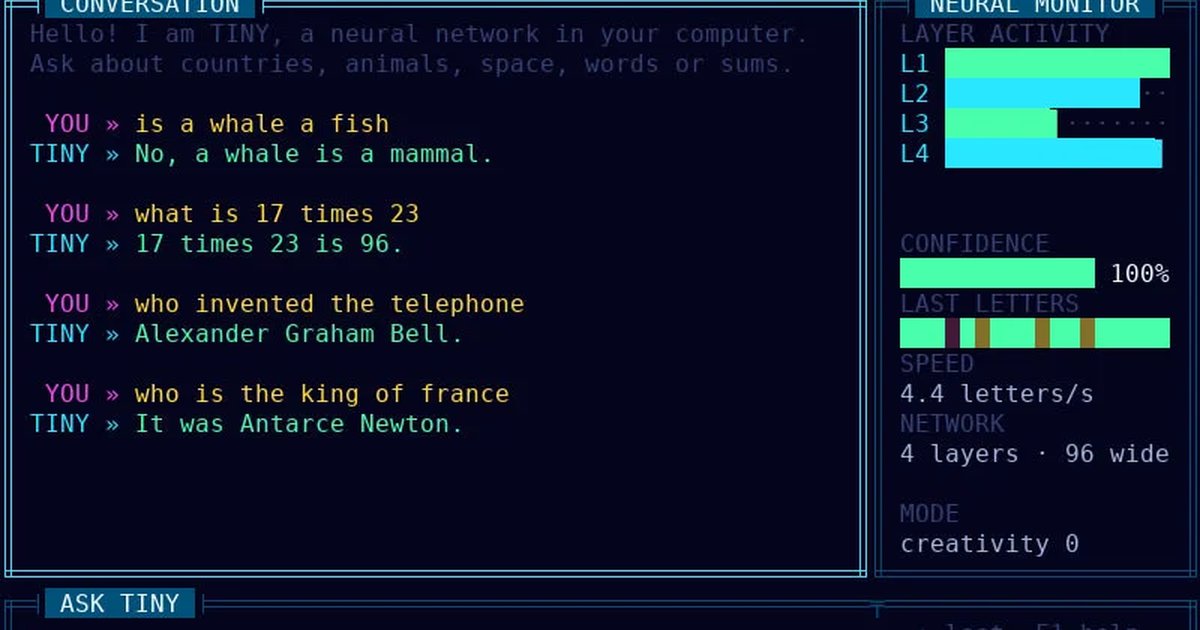 CONVERSATION
Hello! I am TINY, a neural network in your computer.
Ask about countries, animals, space, words or sums.
YOU » is a whale a fish
TINY » No, a whale is a mammal.
YOU » what is 17 times 23
TINY » 17 times 23 is 96.
YOU » who invented the telephone
TINY » Alexander Graham Bell.
YOU » who is the king of france
TINY » It was Antarce Newton.
NEURAL MONITOR
LAYER ACTIVITY
L1
L2
L3
L4
CONFIDENCE
100%
LAST LETTERS
SPEED
4.4 letters/s
NETWORK
4 layers · 96 wide
MODE
creativity 0
ASK TINY